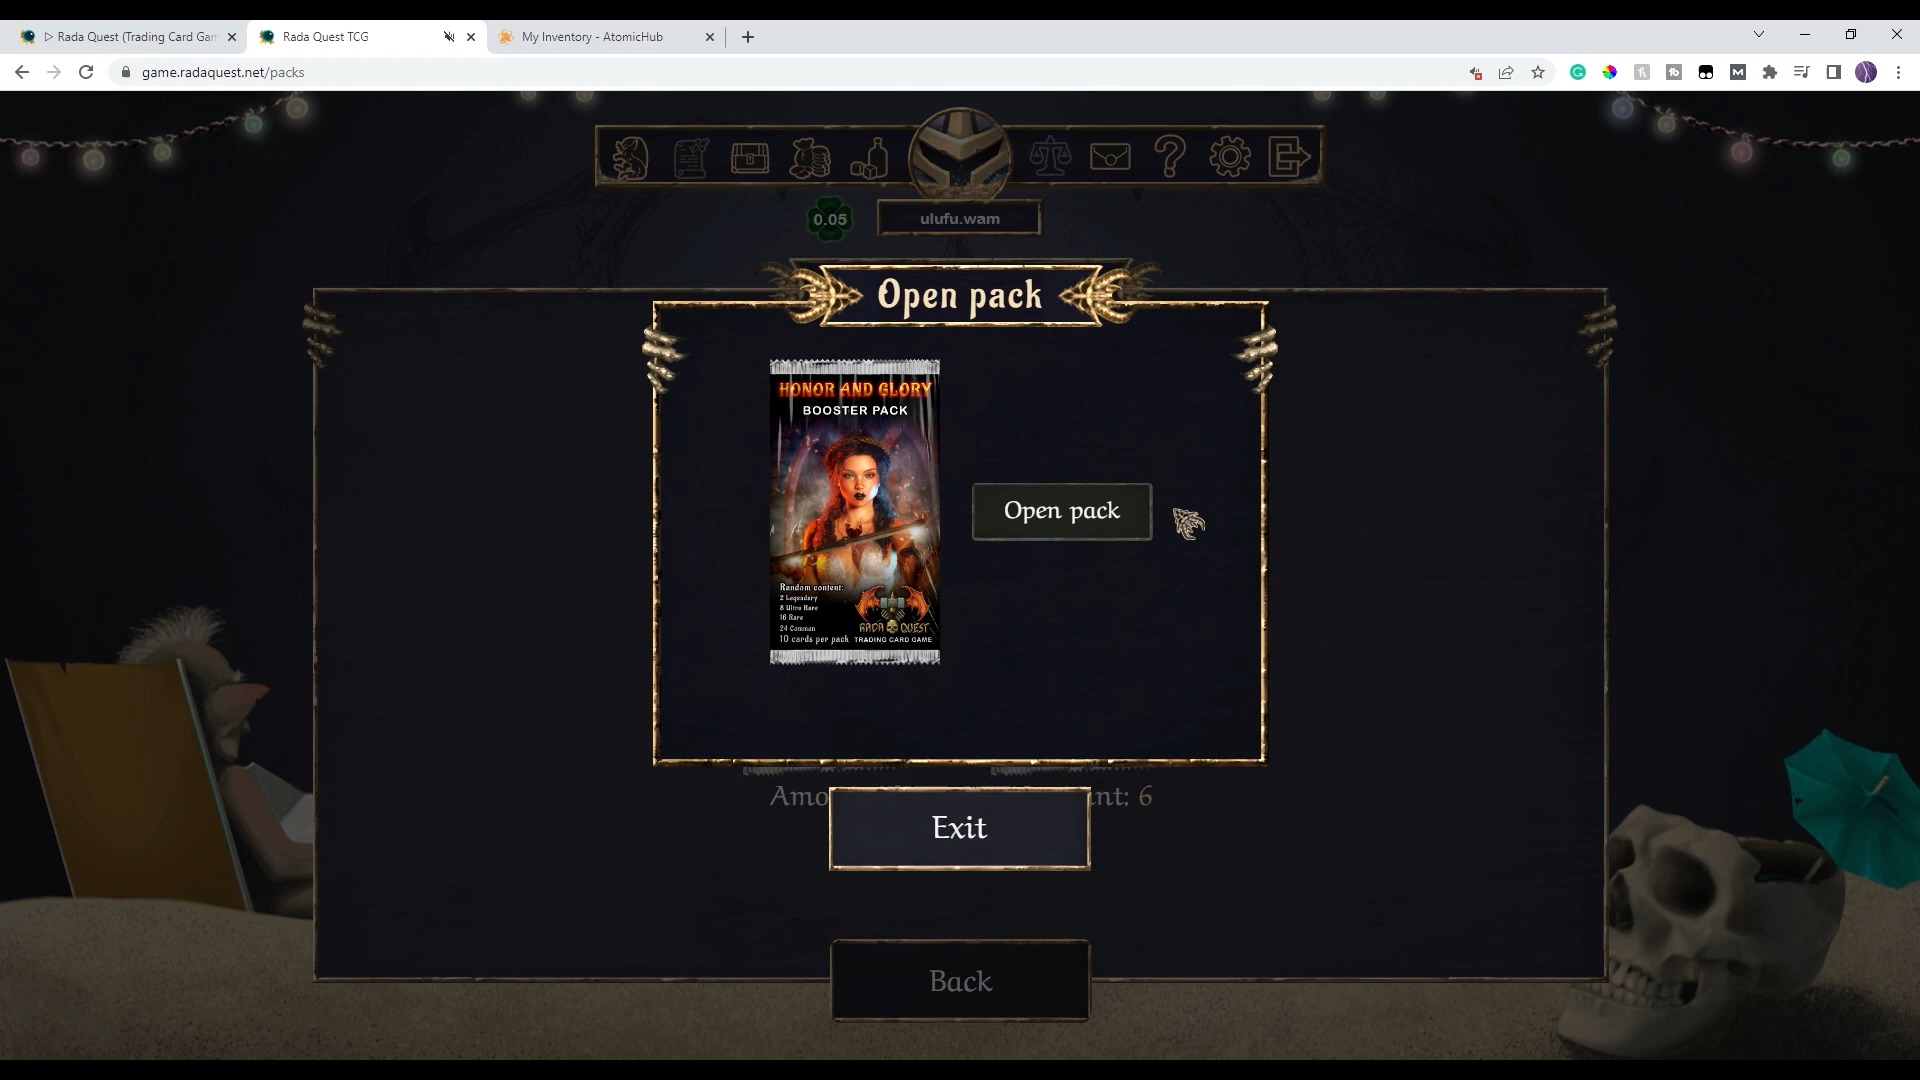 ▷ Rada Quest (Trading Card Gam
Rada Quest TCG
My Inventory - AtomicHub
game.radaquest.net/packs
0.05
ulufu.wam
Open pack
HONOR AND GLORY
BOOSTER PACK
Open pack
Random content:
2 Legendary
8 Ultra Rare
16 Rare
24 Common
10 cards per pack
RADA QUEST
TRADING CARD GAME
Amo
nt: 6
Exit
Back